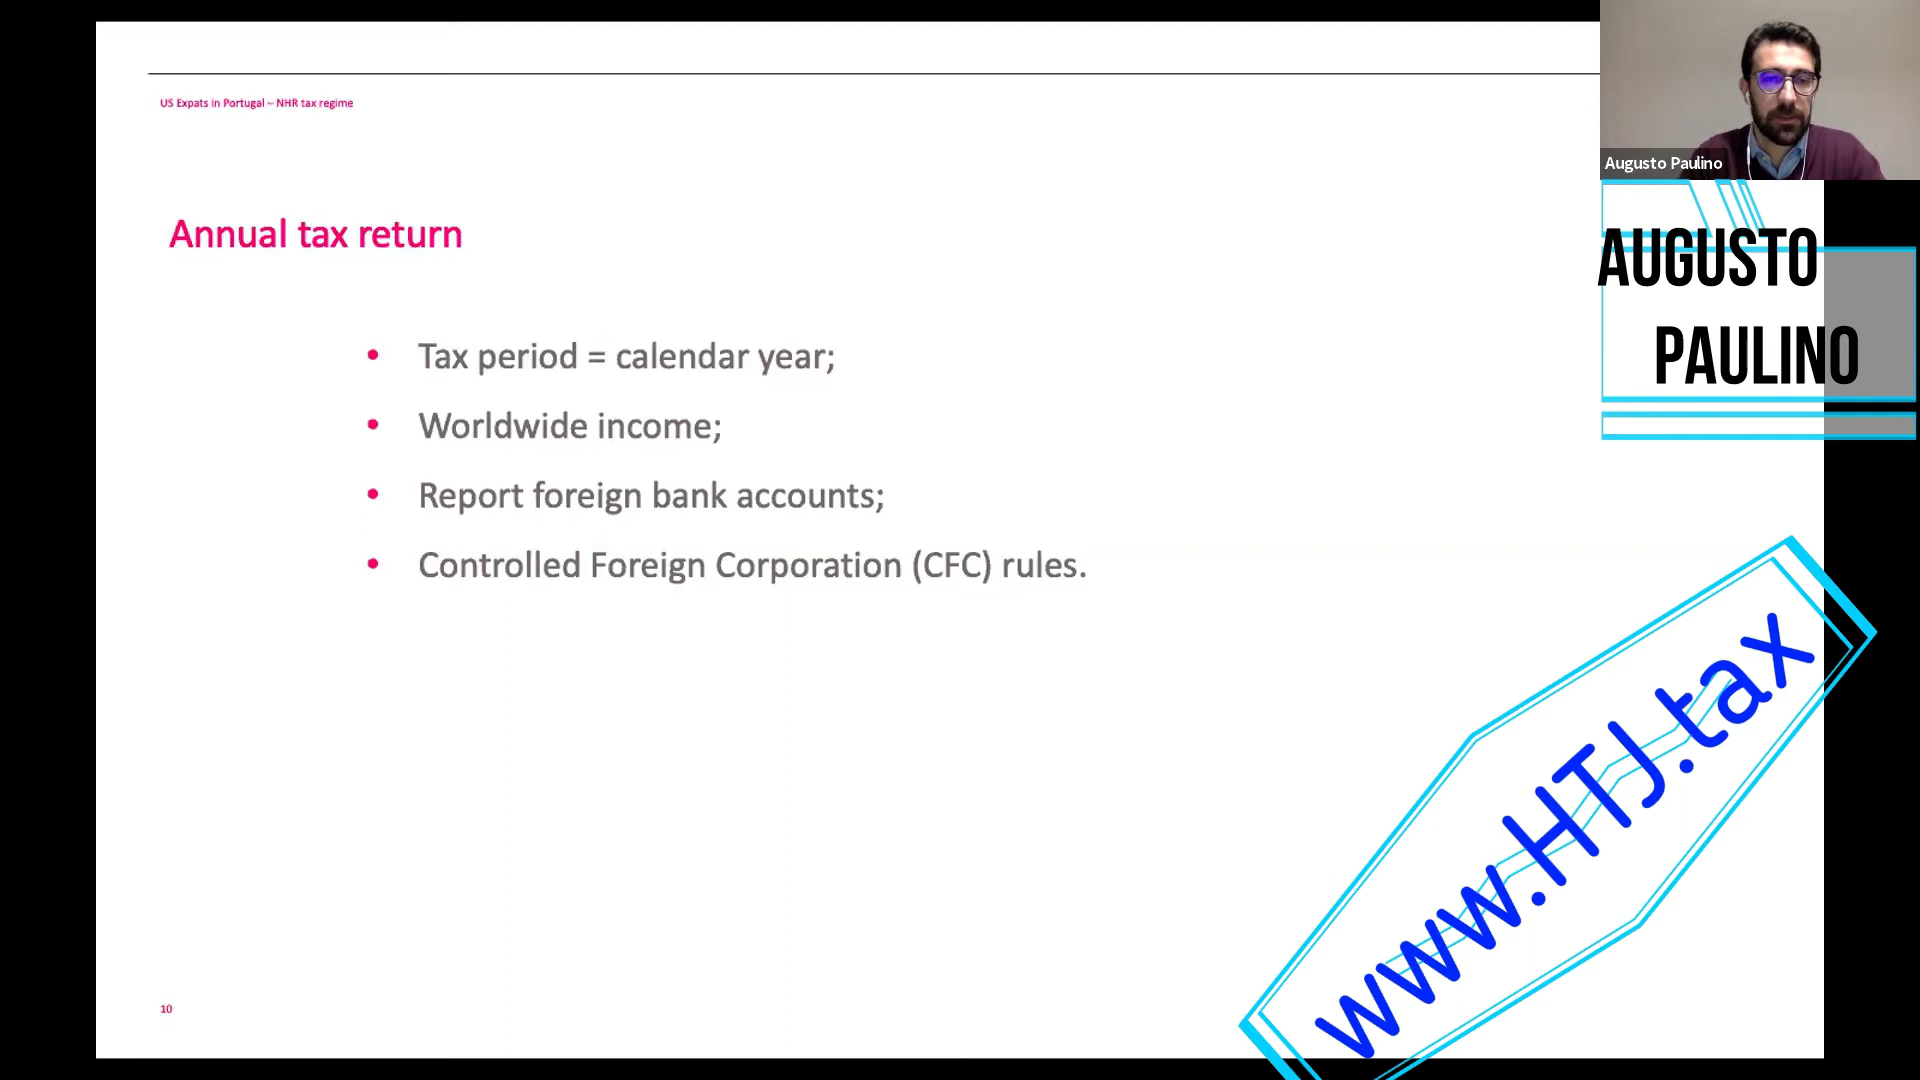 US Expats in Portugal – NHR tax regime
Annual tax return
• Tax period = calendar year;
• Worldwide income;
• Report foreign bank accounts;
• Controlled Foreign Corporation (CFC) rules.
10
Augusto Paulino
AUGUSTO
PAULINO
www.HTJ.tax